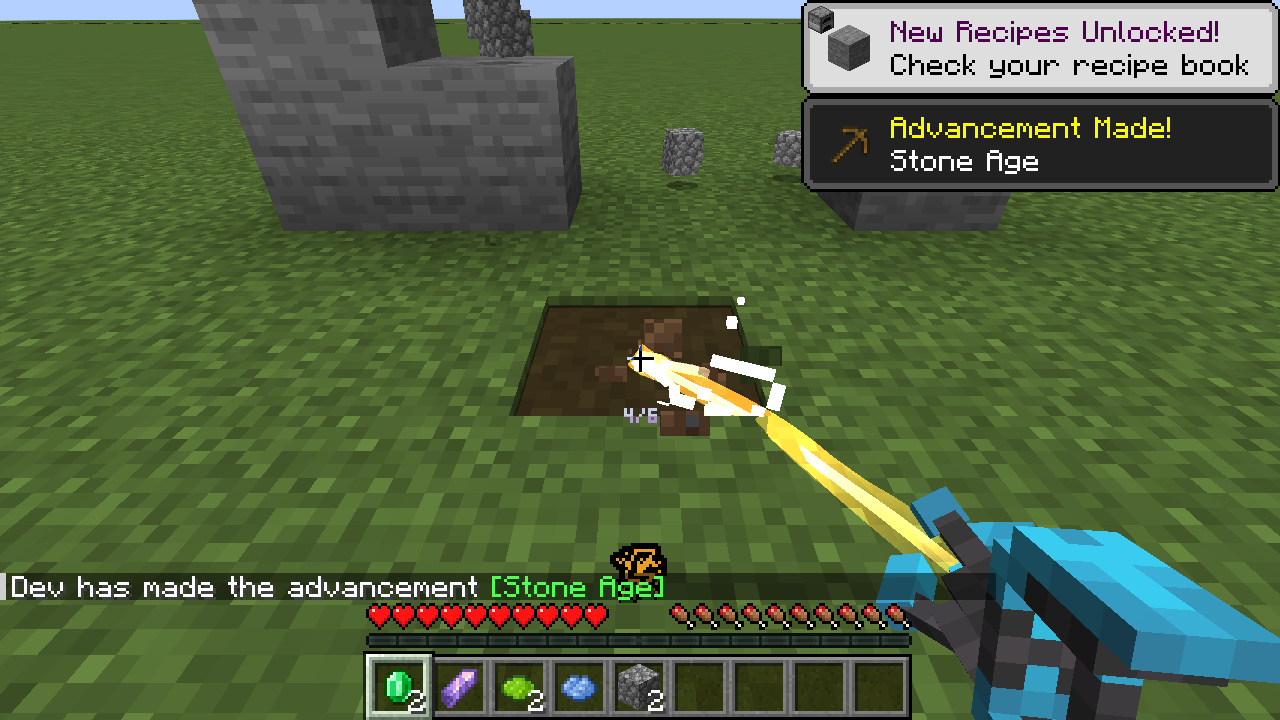 New Recipes Unlocked!
Check your recipe book
Advancement Made!
Stone Age
4/6
Dev has made the advancement [Stone Age]
2
2
2